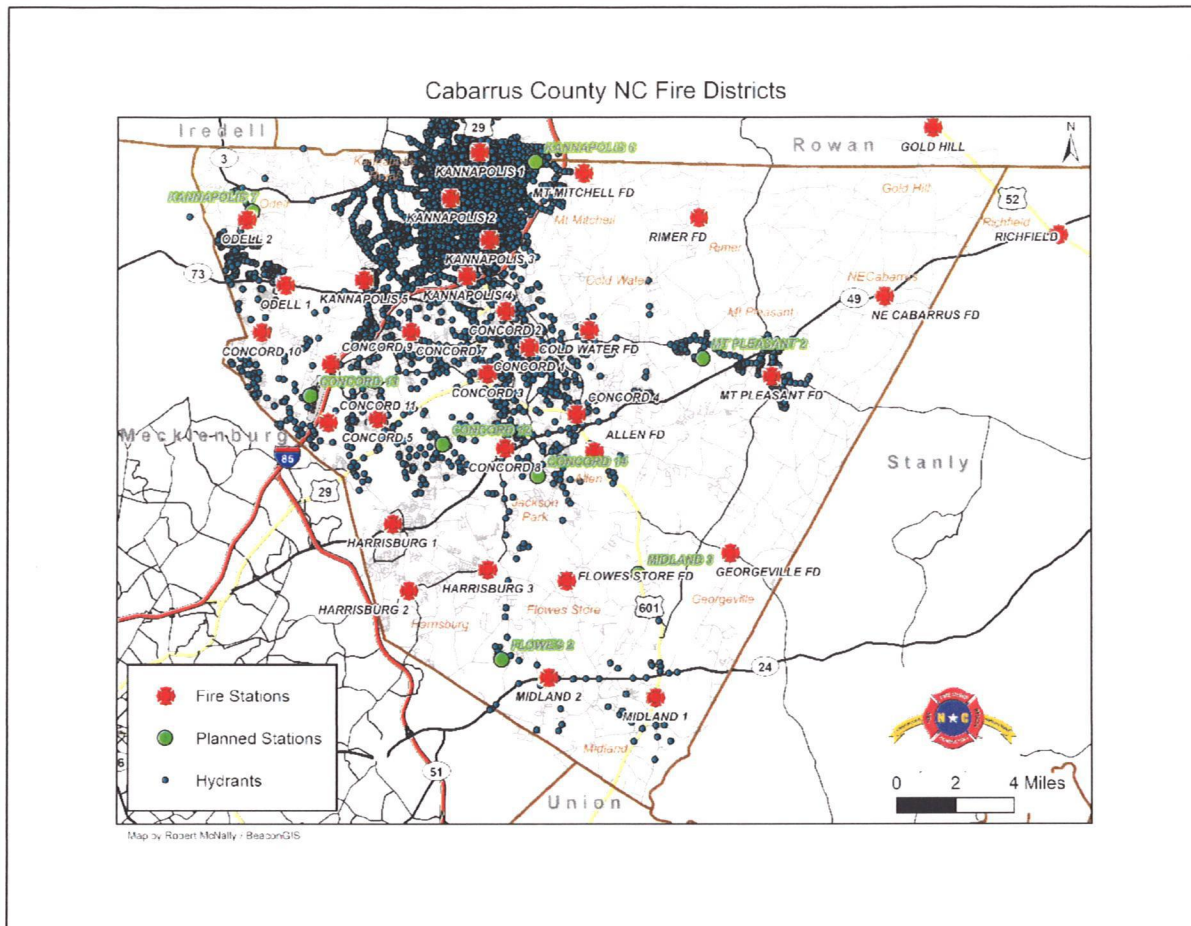 Cabarrus County NC Fire Districts
Iredell
29
Rowan
N
GOLD HILL
3
KANNAPOLIS 6
KANNAPOLIS 1
MT MITCHELL FD
Gold Hill
52
KANNAPOLIS 7
Odell
KANNAPOLIS 2
Mt Mitchell
RIMER FD
Rimer
Richfield
RICHFIELD
ODELL 2
KANNAPOLIS 3
73
ODELL 1
KANNAPOLIS 5
KANNAPOLIS 4
Cold Water
NECabarrus
49
NE CABARRUS FD
CONCORD 2
Mt Pleasant
CONCORD 10
CONCORD 9
CONCORD 7
COLD WATER FD
MT PLEASANT 2
CONCORD 1
CONCORD 3
MT PLEASANT FD
CONCORD 11
CONCORD 4
Mecklenburg
CONCORD 5
ALLEN FD
85
CONCORD 8
Allen
Stanly
29
Jackson
Park
HARRISBURG 1
MIDLAND 3
GEORGEVILLE FD
HARRISBURG 3
FLOWES STORE FD
HARRISBURG 2
Flowes Store
601
Georgeville
Harrisburg
FLOWES 2
24
MIDLAND 2
MIDLAND 1
Midland
Fire Stations
Planned Stations
Hydrants
6
51
Union
N C
0 2 4 Miles
Map by Robert McNally / BeaconGIS